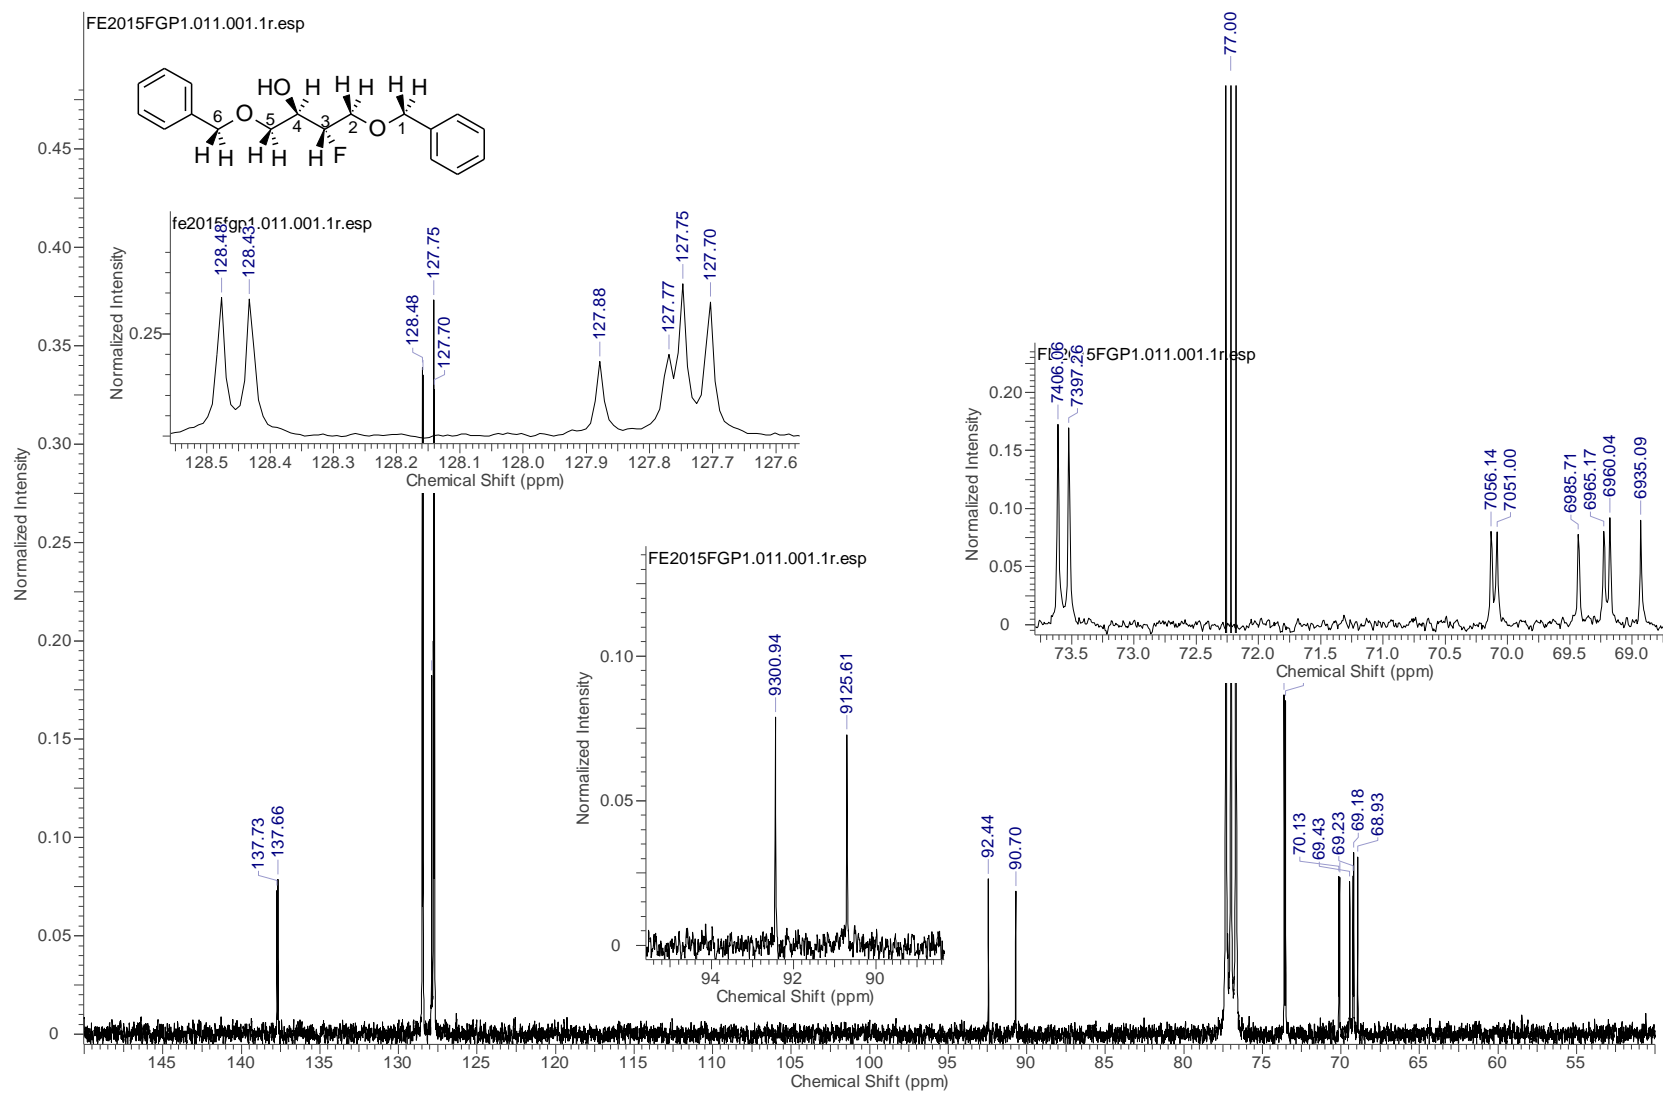 FE2015FGP1.011.001.1r.esp
77.00
HO H H H H H
6 O 5 4 3 2 O 1
H H H H H F
fe2015fgp1.011.001.1r.esp
128.48
128.43
127.88
127.77
127.75
127.70
128.48
127.75
127.70
Normalized Intensity
0.25
128.5 128.4 128.3 128.2 128.1 128.0 127.9 127.8 127.7 127.6
Chemical Shift (ppm)
7406.06
7397.26
7056.14
7051.00
6985.71
6965.17
6960.04
6935.09
Normalized Intensity
0.20
0.15
0.10
0.05
0
73.5 73.0 72.5 72.0 71.5 71.0 70.5 70.0 69.5 69.0
Chemical Shift (ppm)
FE2015FGP1.011.001.1r.esp
9300.94
9125.61
Normalized Intensity
0.10
0.05
0
94 92 90
Chemical Shift (ppm)
137.73
137.66
92.44
90.70
70.13
69.43
69.23
69.18
68.93
Normalized Intensity
0.45
0.40
0.35
0.30
0.25
0.20
0.15
0.10
0.05
0
145 140 135 130 125 120 115 110 105 100 95 90 85 80 75 70 65 60 55
Chemical Shift (ppm)